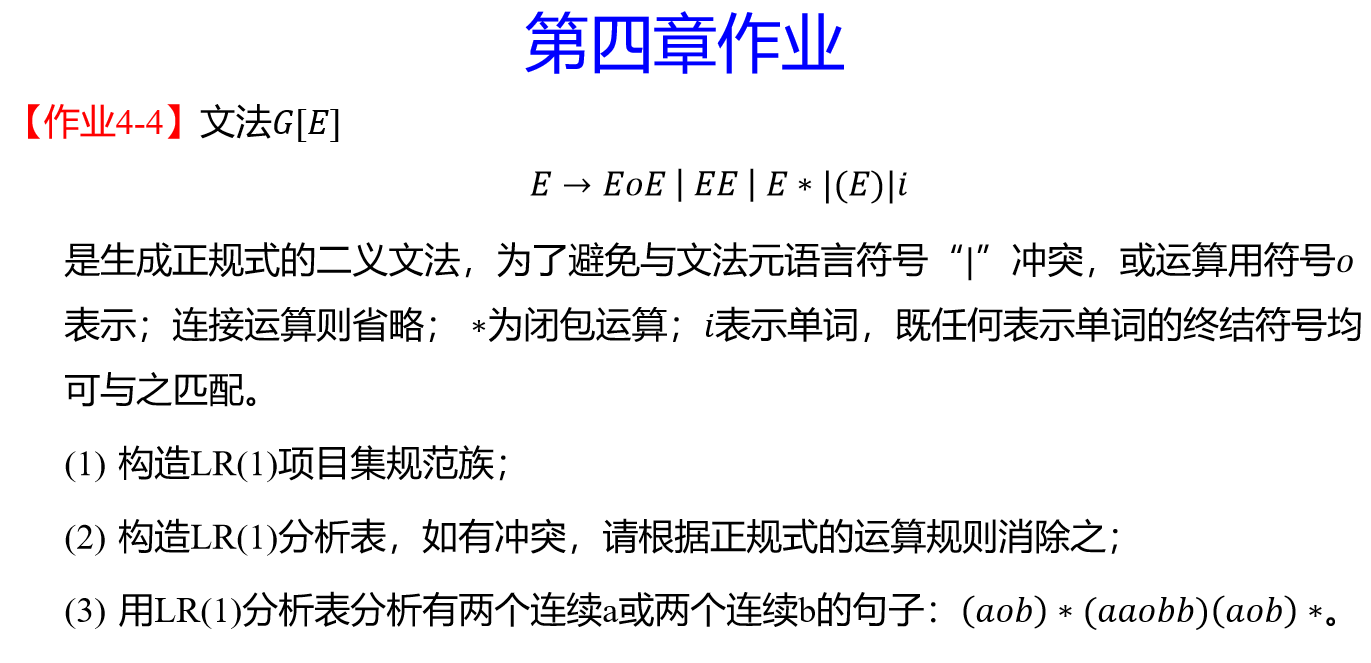 第四章作业
【作业4-4】文法G[E]
E → EoE | EE | E ∗ |(E)|i
是生成正规式的二义文法，为了避免与文法元语言符号“|”冲突，或运算用符号o
表示；连接运算则省略； ∗为闭包运算；i表示单词，既任何表示单词的终结符号均
可与之匹配。
(1) 构造LR(1)项目集规范族；
(2) 构造LR(1)分析表，如有冲突，请根据正规式的运算规则消除之；
(3) 用LR(1)分析表分析有两个连续a或两个连续b的句子：(aob) ∗ (aaobb)(aob) ∗。